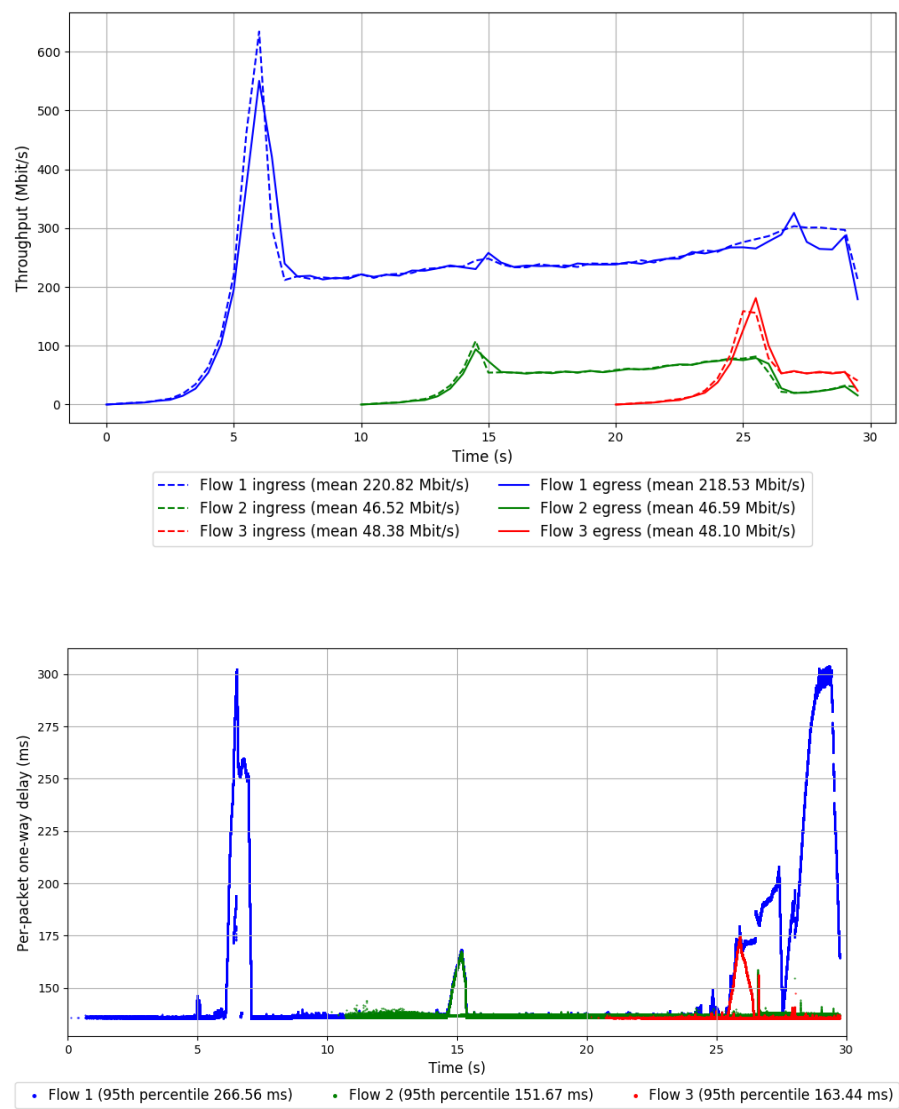 600
500
400
300
200
100
0
Throughput (Mbit/s)
0 5 10 15 20 25 30
Time (s)
Flow 1 ingress (mean 220.82 Mbit/s) Flow 1 egress (mean 218.53 Mbit/s)
Flow 2 ingress (mean 46.52 Mbit/s) Flow 2 egress (mean 46.59 Mbit/s)
Flow 3 ingress (mean 48.38 Mbit/s) Flow 3 egress (mean 48.10 Mbit/s)
300
275
250
225
200
175
150
Per-packet one-way delay (ms)
0 5 10 15 20 25 30
Time (s)
Flow 1 (95th percentile 266.56 ms) Flow 2 (95th percentile 151.67 ms) Flow 3 (95th percentile 163.44 ms)